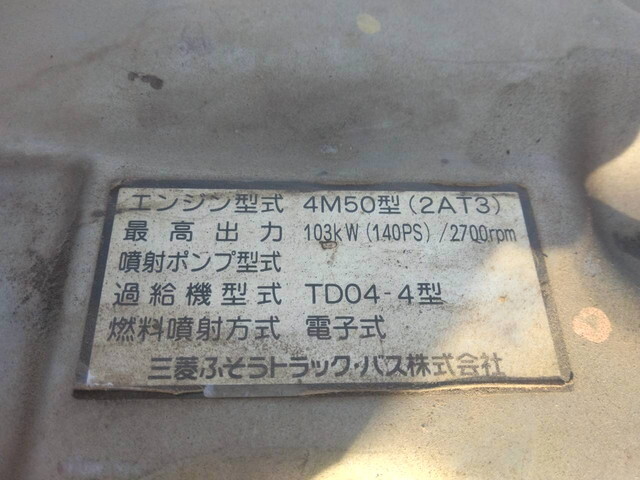 エンジン型式 4M50型(2AT3)
最高出力 103kW(140PS)/2700rpm
噴射ポンプ型式
過給機型式 TD04-4型
燃料噴射方式 電子式
三菱ふそうトラック・バス株式会社